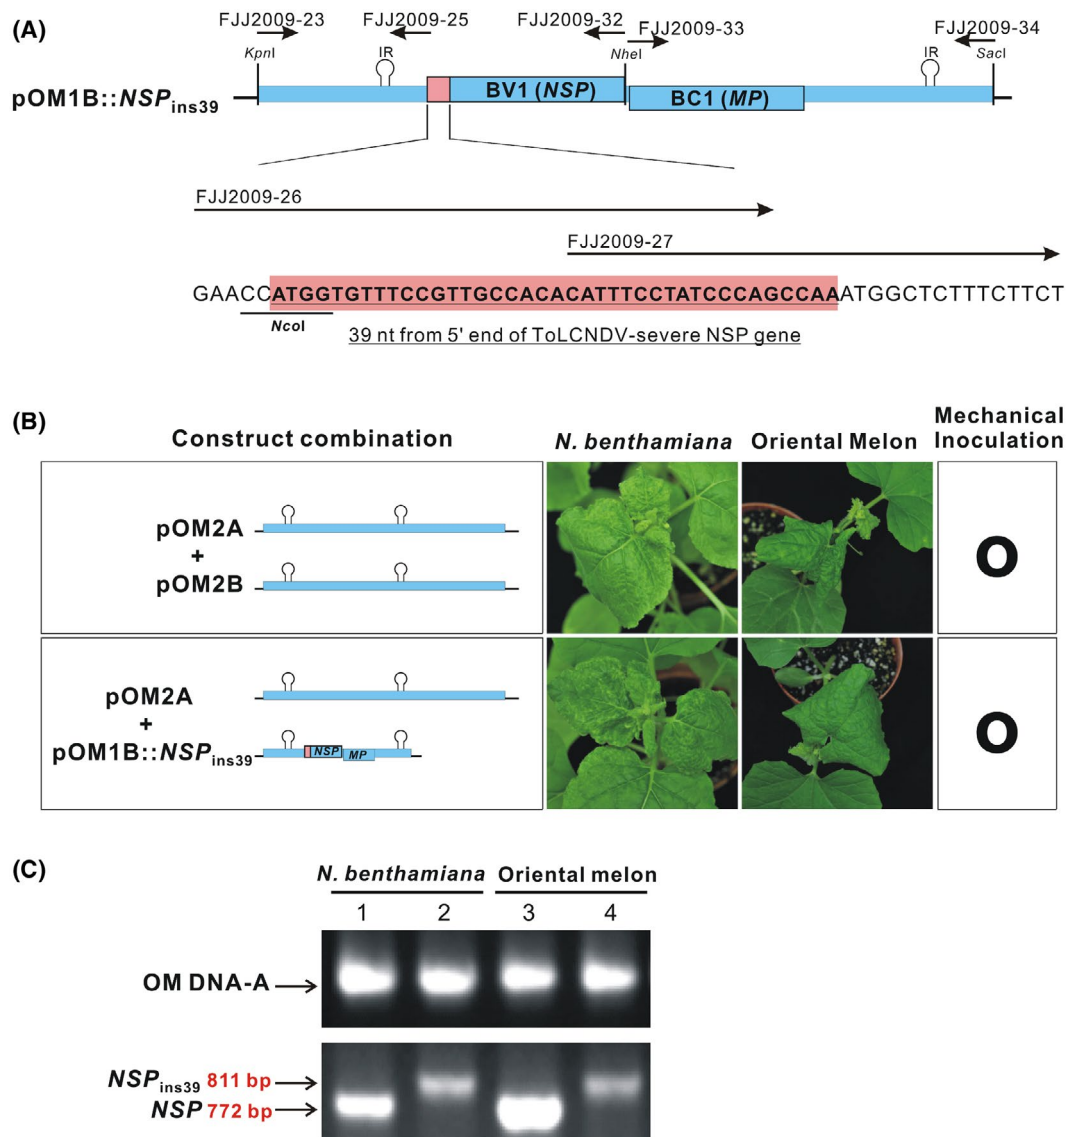 (A)
FJJ2009-23
FJJ2009-25
FJJ2009-32
FJJ2009-33
FJJ2009-34
KpnI
IR
NheI
IR
SacI
pOM1B::NSPins39
BV1 (NSP)
BC1 (MP)
FJJ2009-26
FJJ2009-27
GAACCATGGTGTTTCCGTTGCCACACATTTCCTATCCCAGCCAAATGGCTCTTTCTTCT
NcoI
39 nt from 5' end of ToLCNDV-severe NSP gene
(B)
Construct combination
N. benthamiana
Oriental Melon
Mechanical
Inoculation
pOM2A
+
pOM2B
O
pOM2A
+
pOM1B::NSPins39
NSP
MP
O
(C)
N. benthamiana
Oriental melon
1 2 3 4
OM DNA-A
NSPins39 811 bp
NSP 772 bp